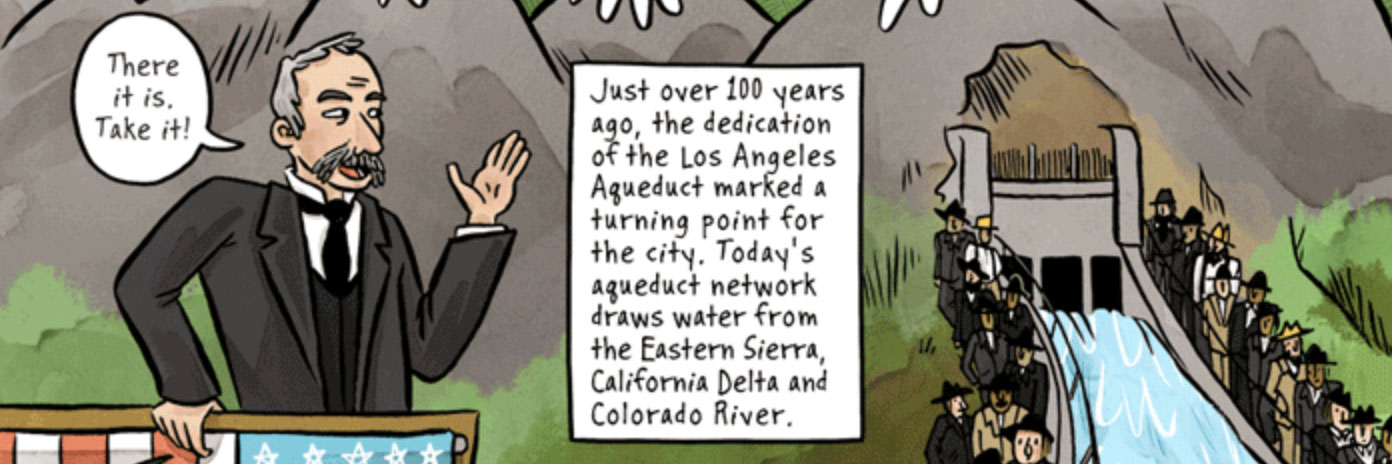 There
it is.
Take it!
Just over 100 years
ago, the dedication
of the Los Angeles
Aqueduct marked a
turning point for
the city. Today's
aqueduct network
draws water from
the Eastern Sierra,
California Delta and
Colorado River.